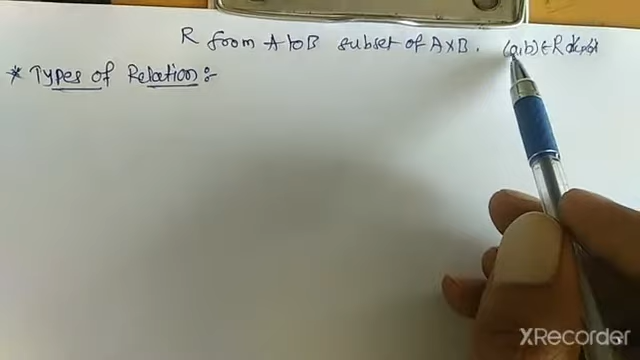 R from A to B subset of A×B. (a,b) ∈ R
* Types of Relation :-
XRecorder